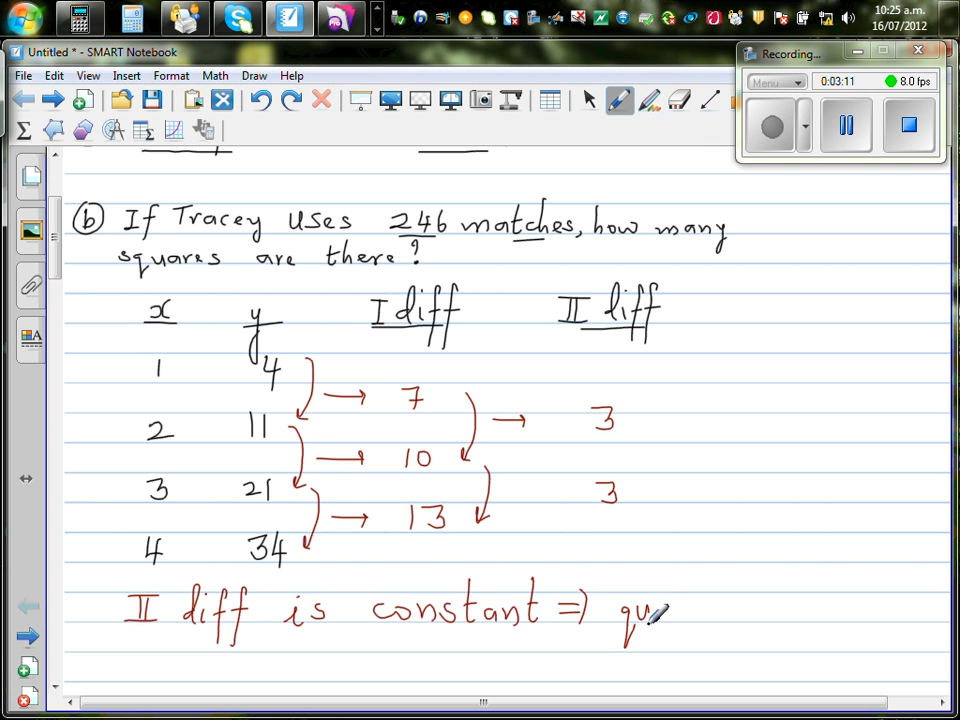 10:25 a.m.
16/07/2012
Untitled * - SMART Notebook
File Edit View Insert Format Math Draw Help
Recording...
Menu
0:03:11
8.0 fps
(b) If Tracey uses 246 matches, how many
squares are there?
x y I diff II diff
1 4
7
2 11 3
10
3 21 3
13
4 34
II diff is constant ⇒ qu